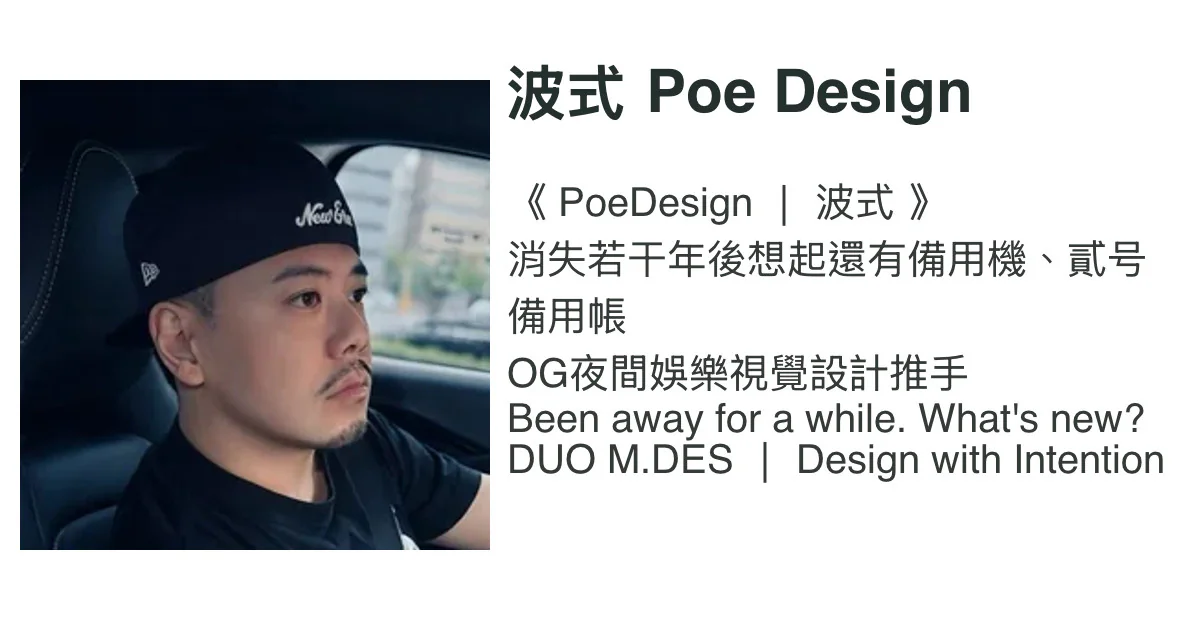 波式 Poe Design
《 PoeDesign ｜ 波式 》
消失若干年後想起還有備用機、貳号
備用帳
OG夜間娛樂視覺設計推手
Been away for a while. What's new?
DUO M.DES ｜ Design with Intention
New Era